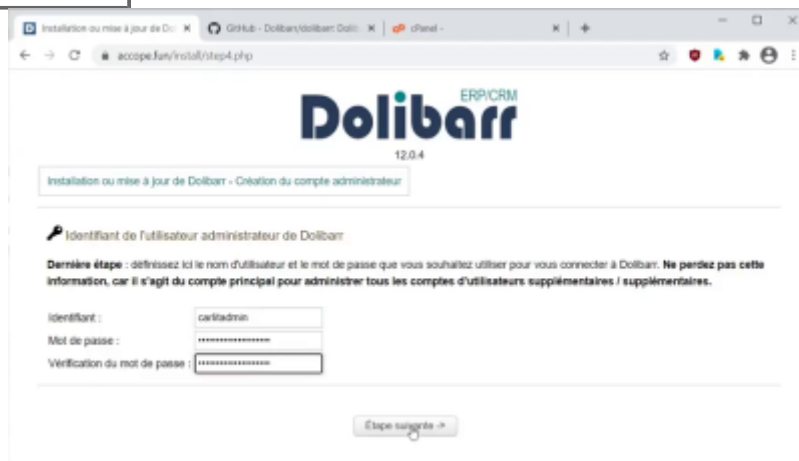 Installation ou mise à jour de Do
GitHub - Dolibarr/dolibarr: Dolib
cPanel -
accope.fun/install/step4.php
ERP/CRM
Dolibarr
12.0.4
Installation ou mise à jour de Dolibarr - Création du compte administrateur
Identifiant de l'utilisateur administrateur de Dolibarr
Dernière étape : définissez ici le nom d'utilisateur et le mot de passe que vous souhaitez utiliser pour vous connecter à Dolibarr. Ne perdez pas cette
information, car il s'agit du compte principal pour administrer tous les comptes d'utilisateurs supplémentaires / supplémentaires.
Identifiant : carlitadmin
Mot de passe : ••••••••••••••••••
Vérification du mot de passe : ••••••••••••••••••
Etape suivante ->